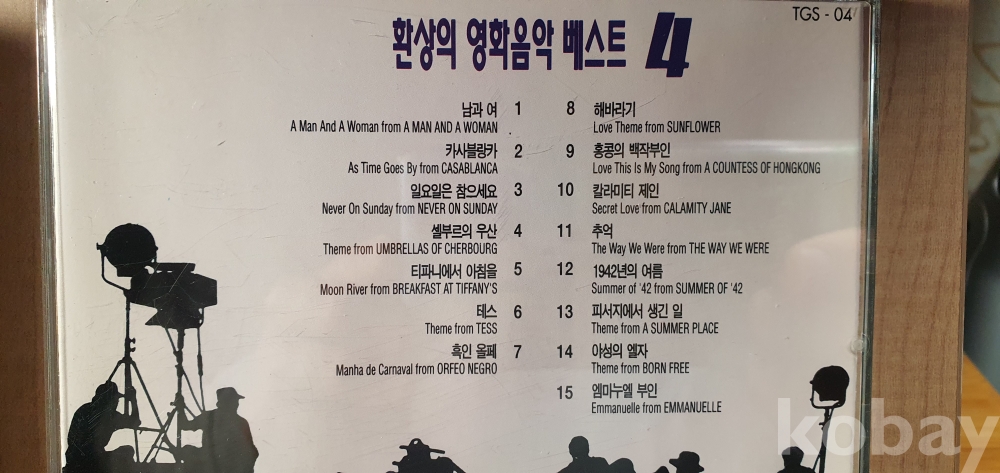 TGS - 04
환상의 영화음악 베스트 4
남과 여 1
A Man And A Woman from A MAN AND A WOMAN
카사블랑카 2
As Time Goes By from CASABLANCA
일요일은 참으세요 3
Never On Sunday from NEVER ON SUNDAY
셸부르의 우산 4
Theme from UMBRELLAS OF CHERBOURG
티파니에서 아침을 5
Moon River from BREAKFAST AT TIFFANY'S
테스 6
Theme from TESS
흑인 올페 7
Manha de Carnaval from ORFEO NEGRO
8 해바라기
Love Theme from SUNFLOWER
9 홍콩의 백작부인
Love This Is My Song from A COUNTESS OF HONGKONG
10 칼라미티 제인
Secret Love from CALAMITY JANE
11 추억
The Way We Were from THE WAY WE WERE
12 1942년의 여름
Summer of '42 from SUMMER OF '42
13 피서지에서 생긴 일
Theme from A SUMMER PLACE
14 야성의 엘자
Theme from BORN FREE
15 엠마누엘 부인
Emmanuelle from EMMANUELLE
kobay